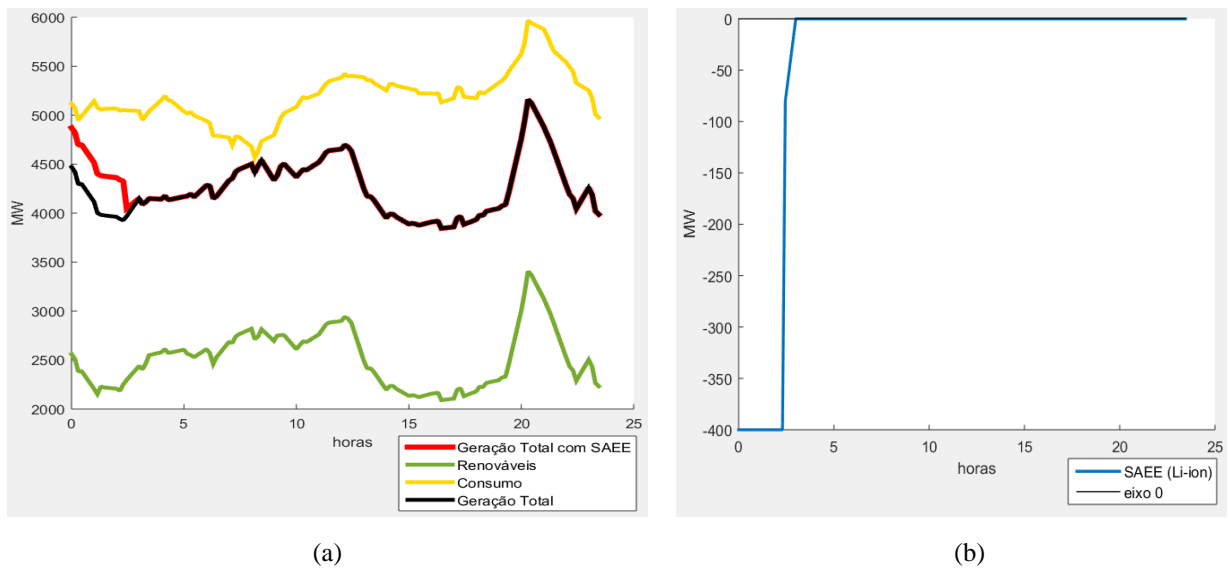 6000
5500
5000
4500
4000
3500
3000
2500
2000
MW
0
5
10
15
20
25
horas
Geração Total com SAEE
Renováveis
Consumo
Geração Total
(a)
0
-50
-100
-150
-200
-250
-300
-350
-400
MW
0
5
10
15
20
25
horas
SAEE (Li-ion)
eixo 0
(b)